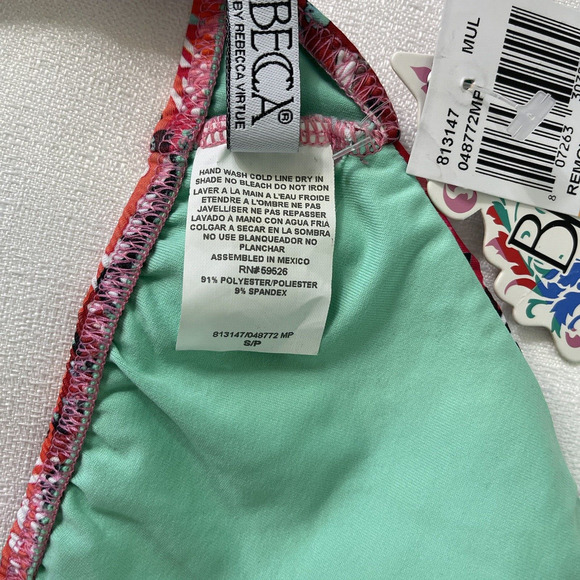 BECCA®
BY REBECCA VIRTUE
HAND WASH COLD LINE DRY IN
SHADE NO BLEACH DO NOT IRON
LAVER A LA MAIN A L'EAU FROIDE
ETENDRE A L'OMBRE NE PAS
JAVELLISER NE PAS REPASSER
LAVADO A MANO CON AGUA FRIA
COLGAR A SECAR EN LA SOMBRA
NO USE BLANQUEADOR NO
PLANCHAR
ASSEMBLED IN MEXICO
RN#59526
91% POLYESTER/POLIESTER
9% SPANDEX
813147/048772 MP
S/P
MUL
813147
048772MP
8 07263
B